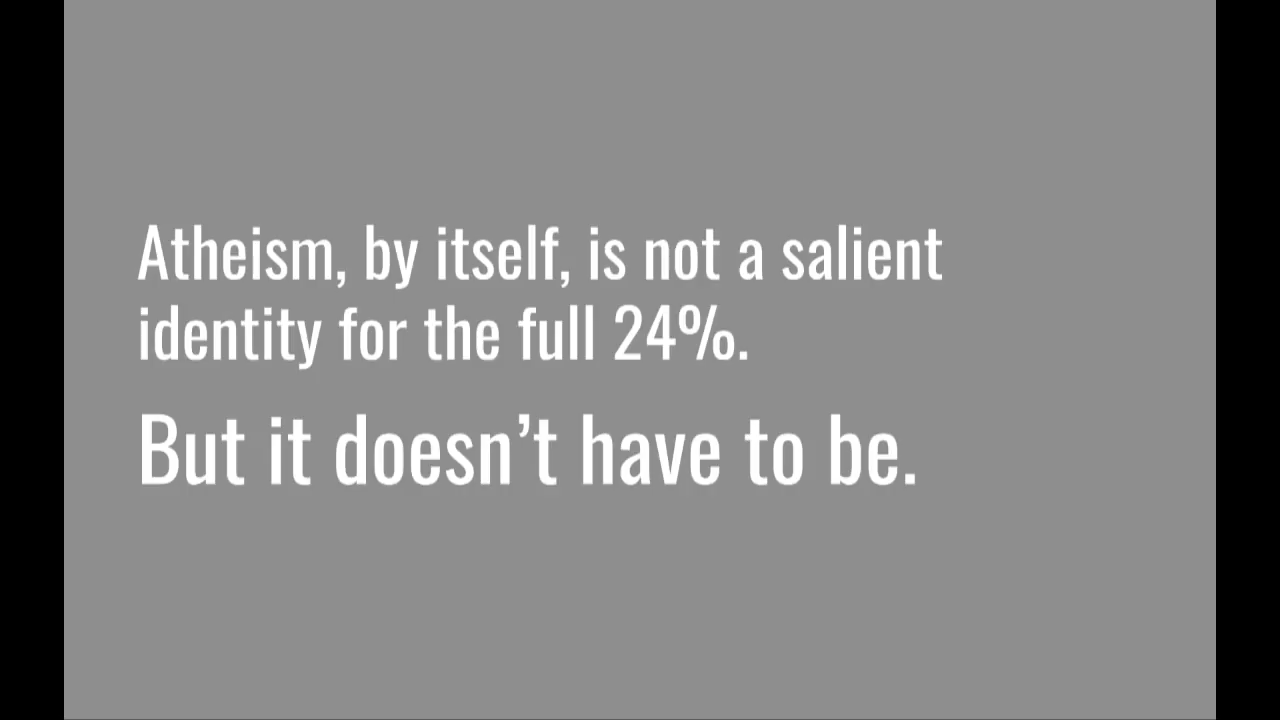 Atheism, by itself, is not a salient
identity for the full 24%.
But it doesn’t have to be.